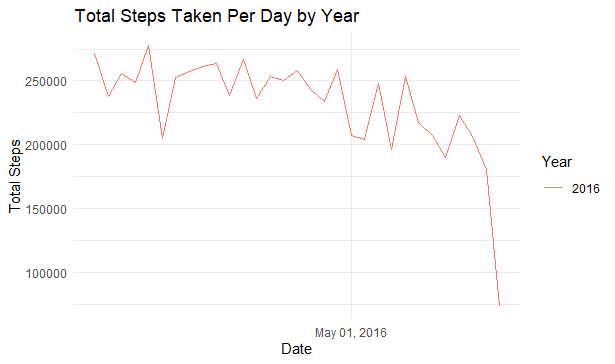 Total Steps Taken Per Day by Year
250000
200000
150000
100000
Total Steps
May 01, 2016
Date
Year
2016